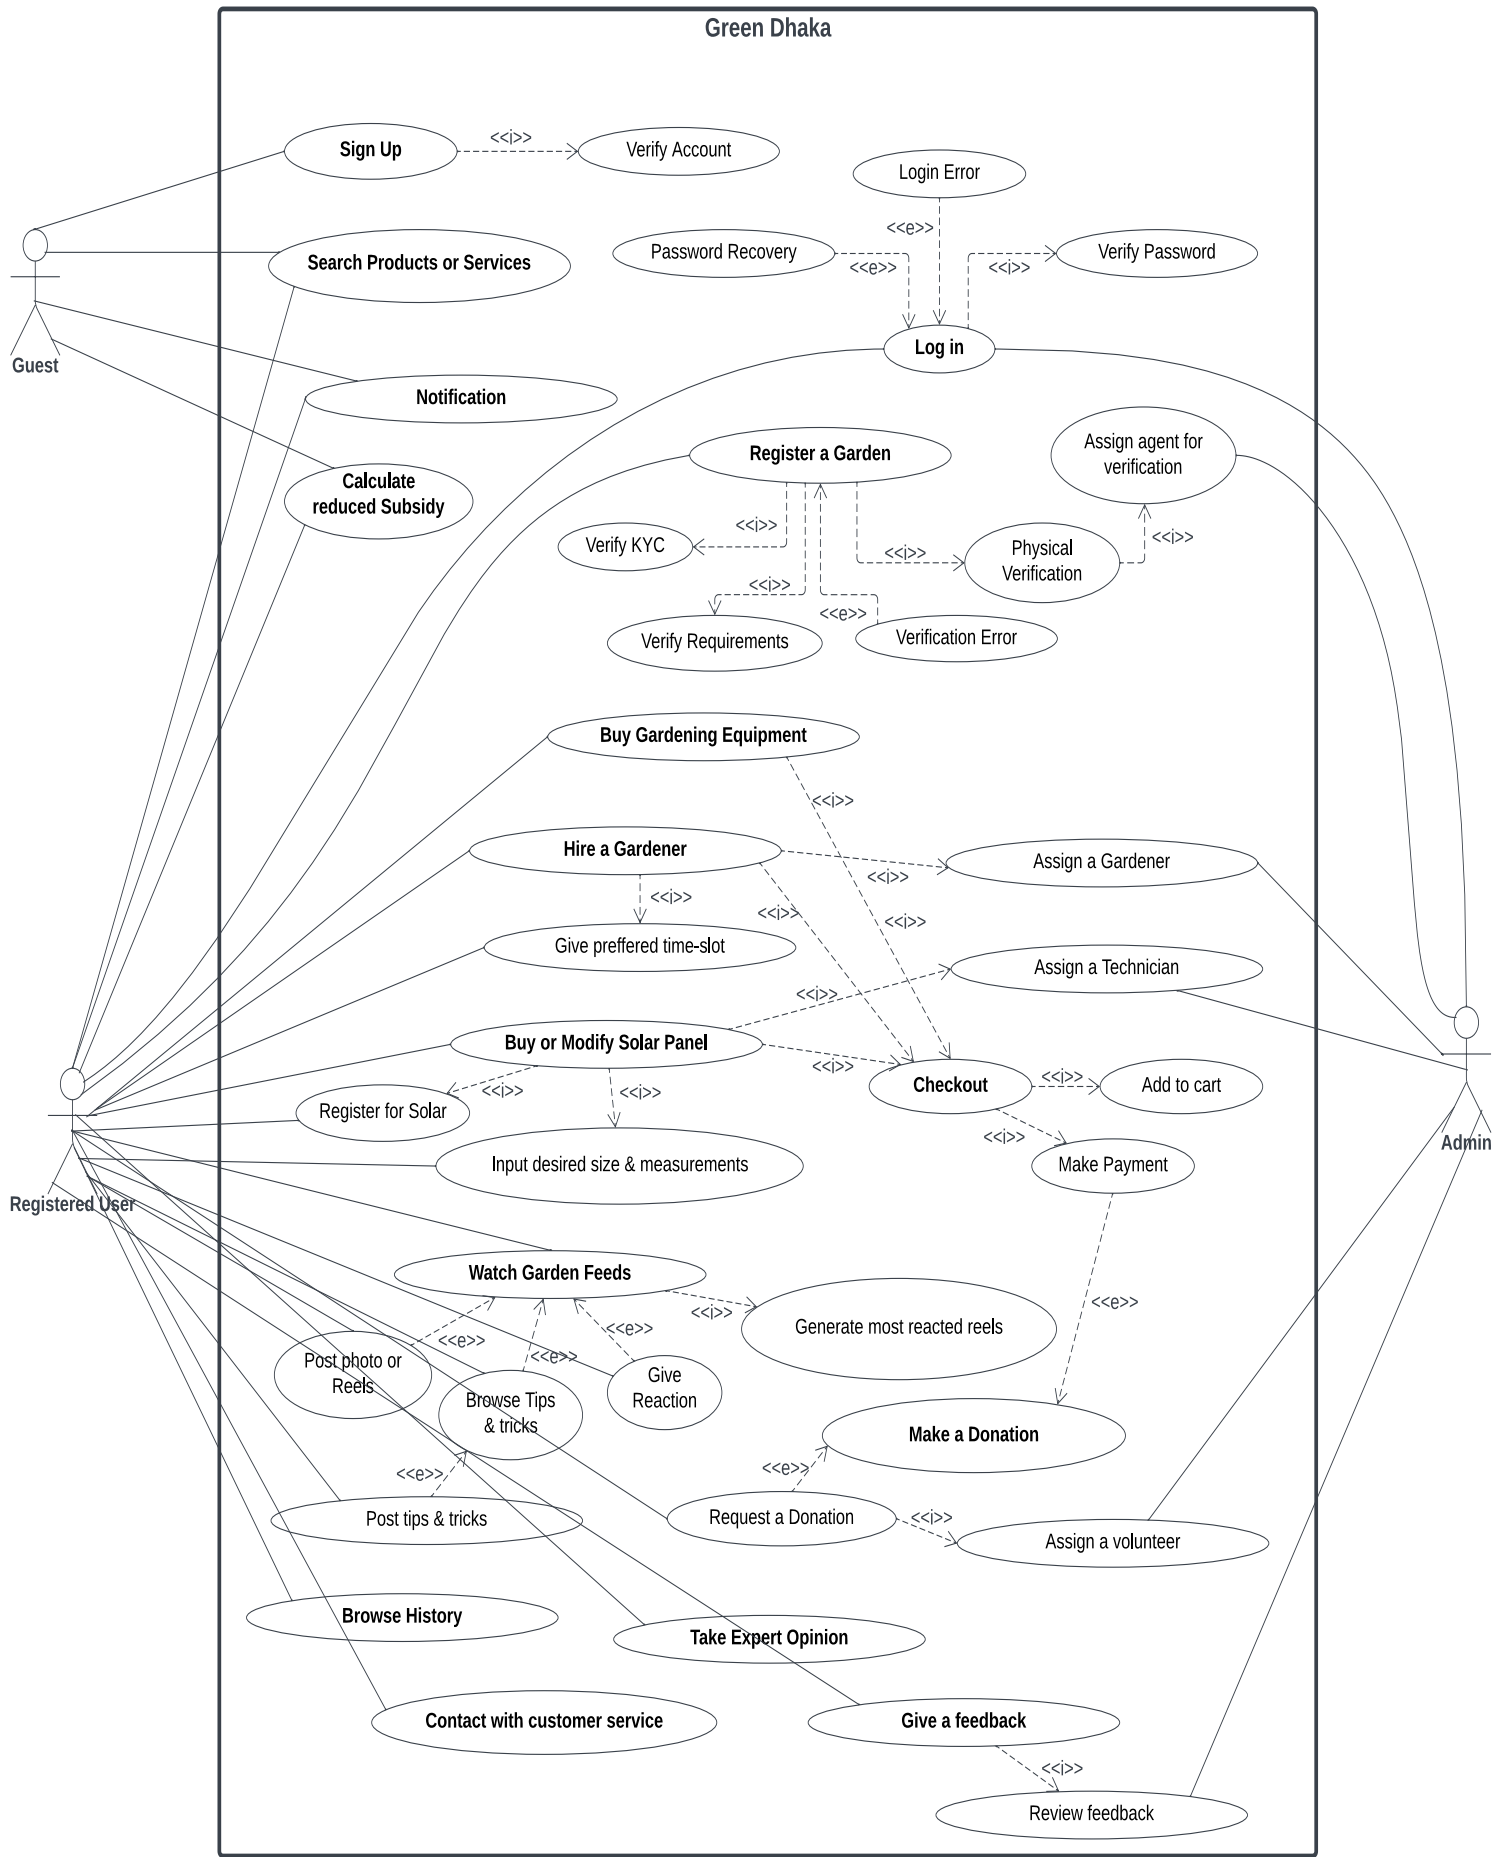 Green Dhaka
Sign Up
<<i>>
Verify Account
Login Error
<<e>>
Password Recovery
<<e>>
<<i>>
Verify Password
Search Products or Services
Guest
Log in
Notification
Calculate
reduced Subsidy
Register a Garden
Assign agent for
verification
<<i>>
Verify KYC
<<i>>
Physical
Verification
<<i>>
<<i>>
<<e>>
Verify Requirements
Verification Error
Buy Gardening Equipment
<<i>>
Hire a Gardener
<<i>>
Assign a Gardener
<<i>>
<<i>>
<<i>>
Give preffered time-slot
Assign a Technician
<<i>>
Buy or Modify Solar Panel
<<i>>
Checkout
<<i>>
Add to cart
<<i>>
<<i>>
Register for Solar
<<i>>
Input desired size & measurements
Make Payment
Admin
Registered User
Watch Garden Feeds
<<i>>
<<e>>
<<e>>
<<e>>
<<e>>
Generate most reacted reels
Post photo or
Reels
Browse Tips
& tricks
Give
Reaction
Make a Donation
<<e>>
<<e>>
Post tips & tricks
Request a Donation
<<i>>
Assign a volunteer
Browse History
Take Expert Opinion
Contact with customer service
Give a feedback
<<i>>
Review feedback